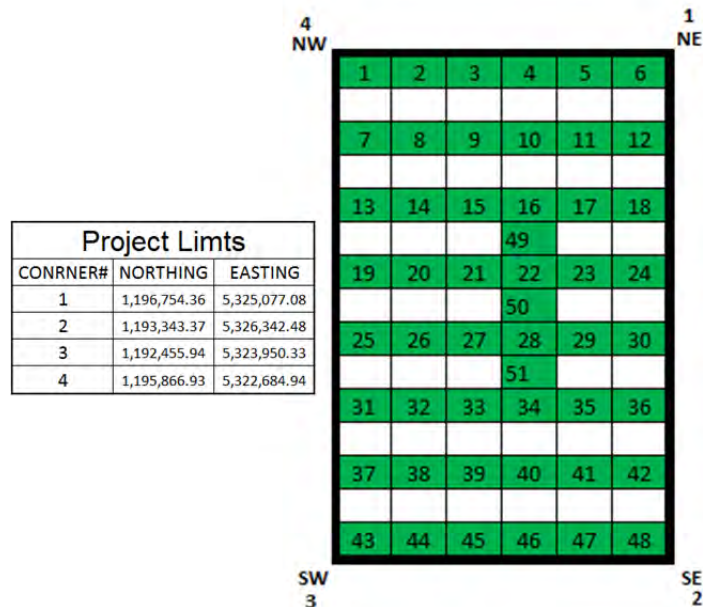 4
NW
1
NE
1 2 3 4 5 6
7 8 9 10 11 12
13 14 15 16 17 18
49
19 20 21 22 23 24
50
25 26 27 28 29 30
51
31 32 33 34 35 36
37 38 39 40 41 42
43 44 45 46 47 48
SW
3
SE
2
Project Limts
CONRNER# NORTHING EASTING
1 1,196,754.36 5,325,077.08
2 1,193,343.37 5,326,342.48
3 1,192,455.94 5,323,950.33
4 1,195,866.93 5,322,684.94